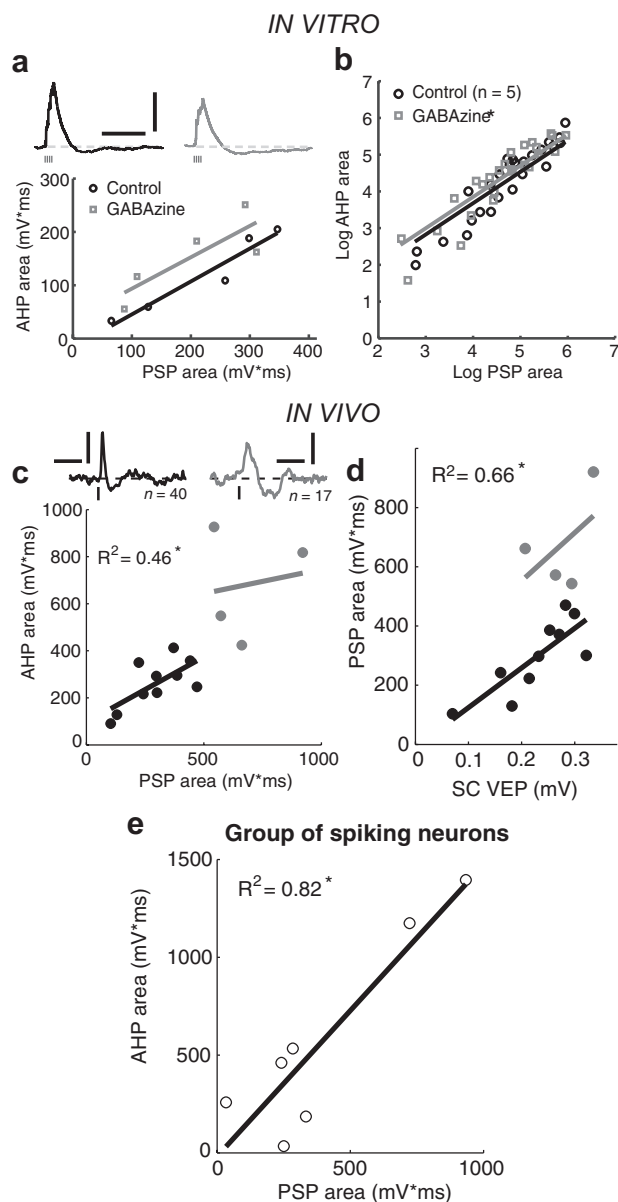 IN VITRO
a
b
Control
GABAzine
300
200
100
0
AHP area (mV*ms)
0 100 200 300 400
PSP area (mV*ms)
Control (n = 5)
GABAzine*
7
6
5
4
3
2
1
Log AHP area
2 3 4 5 6 7
Log PSP area
IN VIVO
c
n = 40
n = 17
R2 = 0.46 *
1000
800
600
400
200
0
AHP area (mV*ms)
0 500 1000
PSP area (mV*ms)
d
R2 = 0.66 *
800
600
400
200
0
PSP area (mV*ms)
0 0.1 0.2 0.3
SC VEP (mV)
e
Group of spiking neurons
R2 = 0.82 *
1500
1000
500
0
AHP area (mV*ms)
0 500 1000
PSP area (mV*ms)